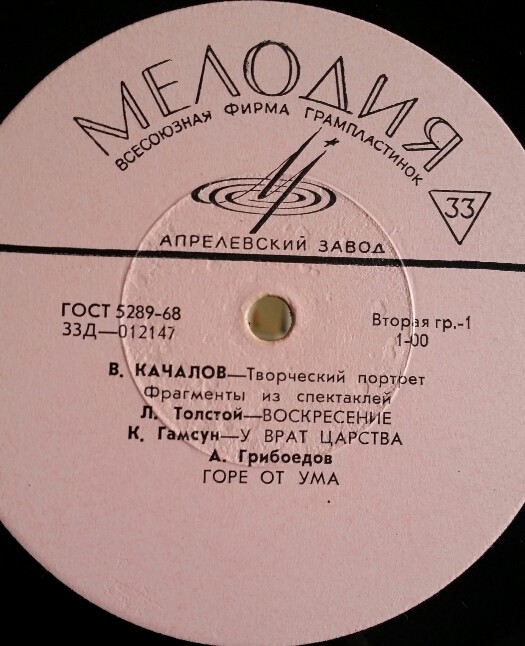 МЕЛОДИЯ
ВСЕСОЮЗНАЯ ФИРМА ГРАМПЛАСТИНОК
33
АПРЕЛЕВСКИЙ ЗАВОД
ГОСТ 5289-68
33Д—012147
Вторая гр.-1
1-00
В. КАЧАЛОВ—Творческий портрет
Фрагменты из спектаклей
Л. Толстой—ВОСКРЕСЕНИЕ
К. Гамсун—У ВРАТ ЦАРСТВА
А. Грибоедов
ГОРЕ ОТ УМА